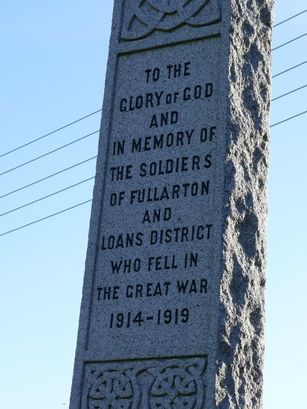 TO THE
GLORY OF GOD
AND
IN MEMORY OF
THE SOLDIERS
OF FULLARTON
AND
LOANS DISTRICT
WHO FELL IN
THE GREAT WAR
1914-1919